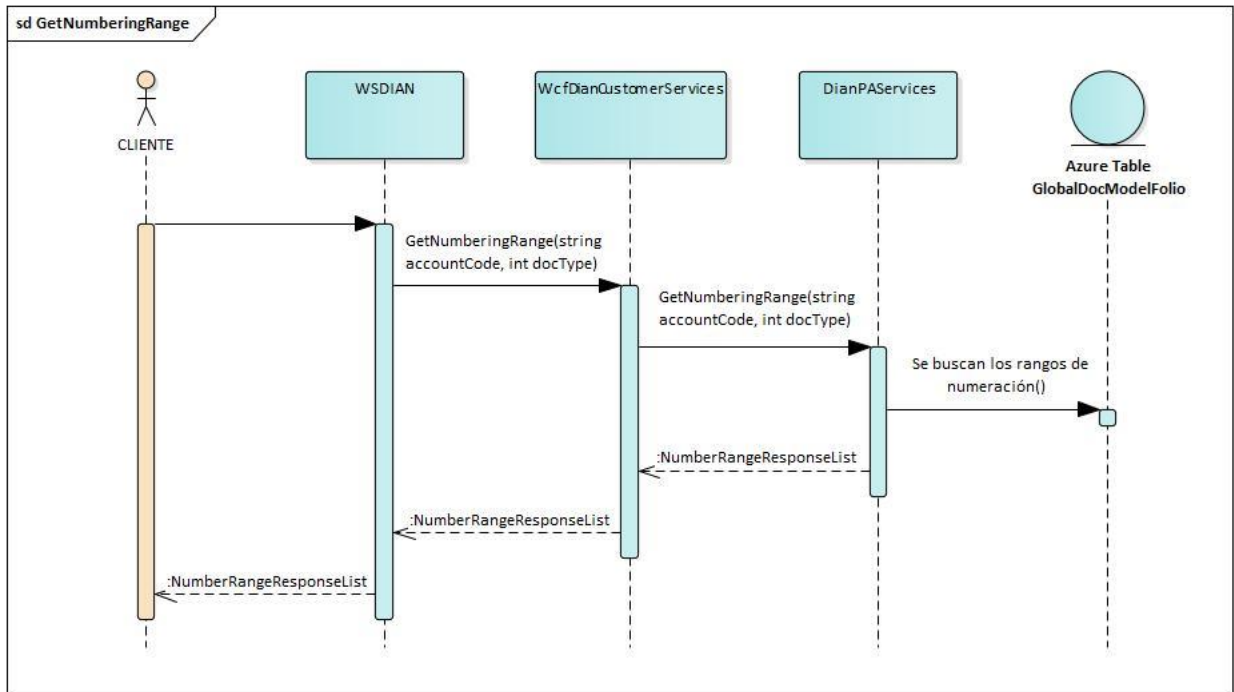 sd GetNumberingRange
CLIENTE
WSDIAN
WcfDianCustomerServices
DianPAServices
Azure Table
GlobalDocModelFolio
GetNumberingRange(string
accountCode, int docType)
GetNumberingRange(string
accountCode, int docType)
Se buscan los rangos de
numeración()
:NumberRangeResponseList
:NumberRangeResponseList
:NumberRangeResponseList